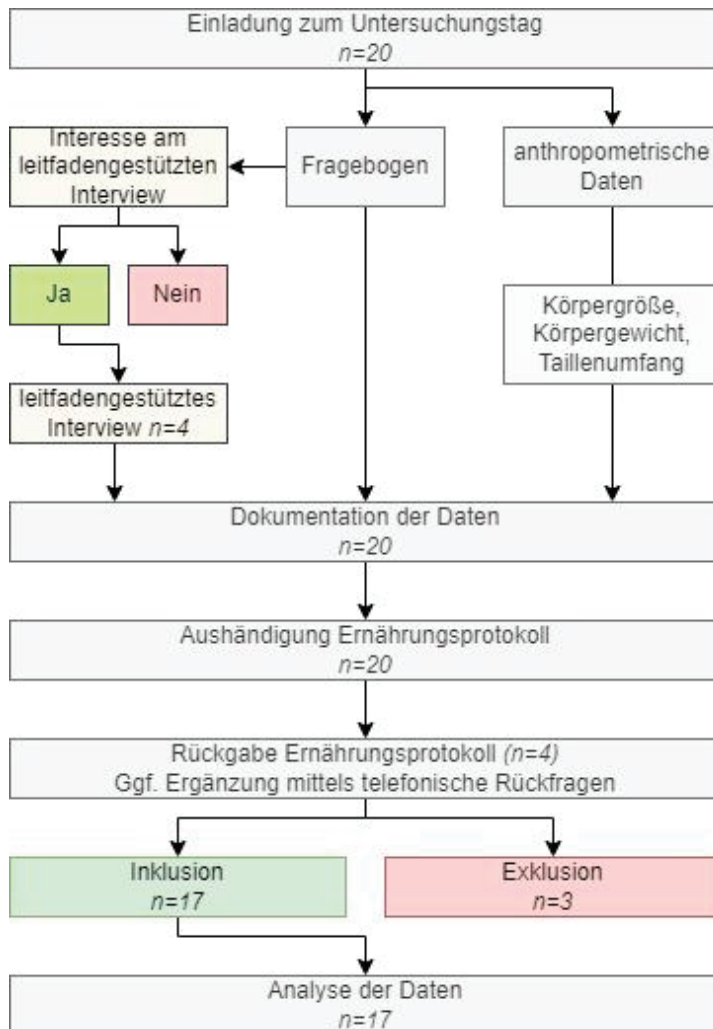 Einladung zum Untersuchungstag
n=20
Interesse am
leitfadengestützten
Interview
Fragebogen
anthropometrische
Daten
Ja
Nein
Körpergröße,
Körpergewicht,
Taillenumfang
leitfadengestütztes
Interview n=4
Dokumentation der Daten
n=20
Aushändigung Ernährungsprotokoll
n=20
Rückgabe Ernährungsprotokoll (n=4)
Ggf. Ergänzung mittels telefonische Rückfragen
Inklusion
n=17
Exklusion
n=3
Analyse der Daten
n=17